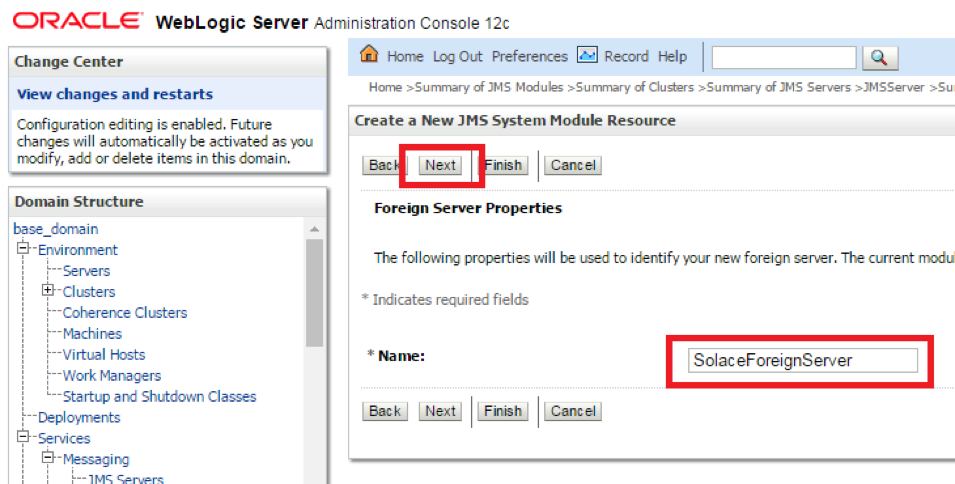 ORACLE WebLogic Server Administration Console 12c
Change Center
View changes and restarts
Configuration editing is enabled. Future
changes will automatically be activated as you
modify, add or delete items in this domain.
Domain Structure
base_domain
Environment
Servers
Clusters
Coherence Clusters
Machines
Virtual Hosts
Work Managers
Startup and Shutdown Classes
Deployments
Services
Messaging
JMS Servers
Home Log Out Preferences Record Help
Home >Summary of JMS Modules >Summary of Clusters >Summary of JMS Servers >JMSServer >Su
Create a New JMS System Module Resource
Back Next Finish Cancel
Foreign Server Properties
The following properties will be used to identify your new foreign server. The current modul
* Indicates required fields
* Name: SolaceForeignServer
Back Next Finish Cancel